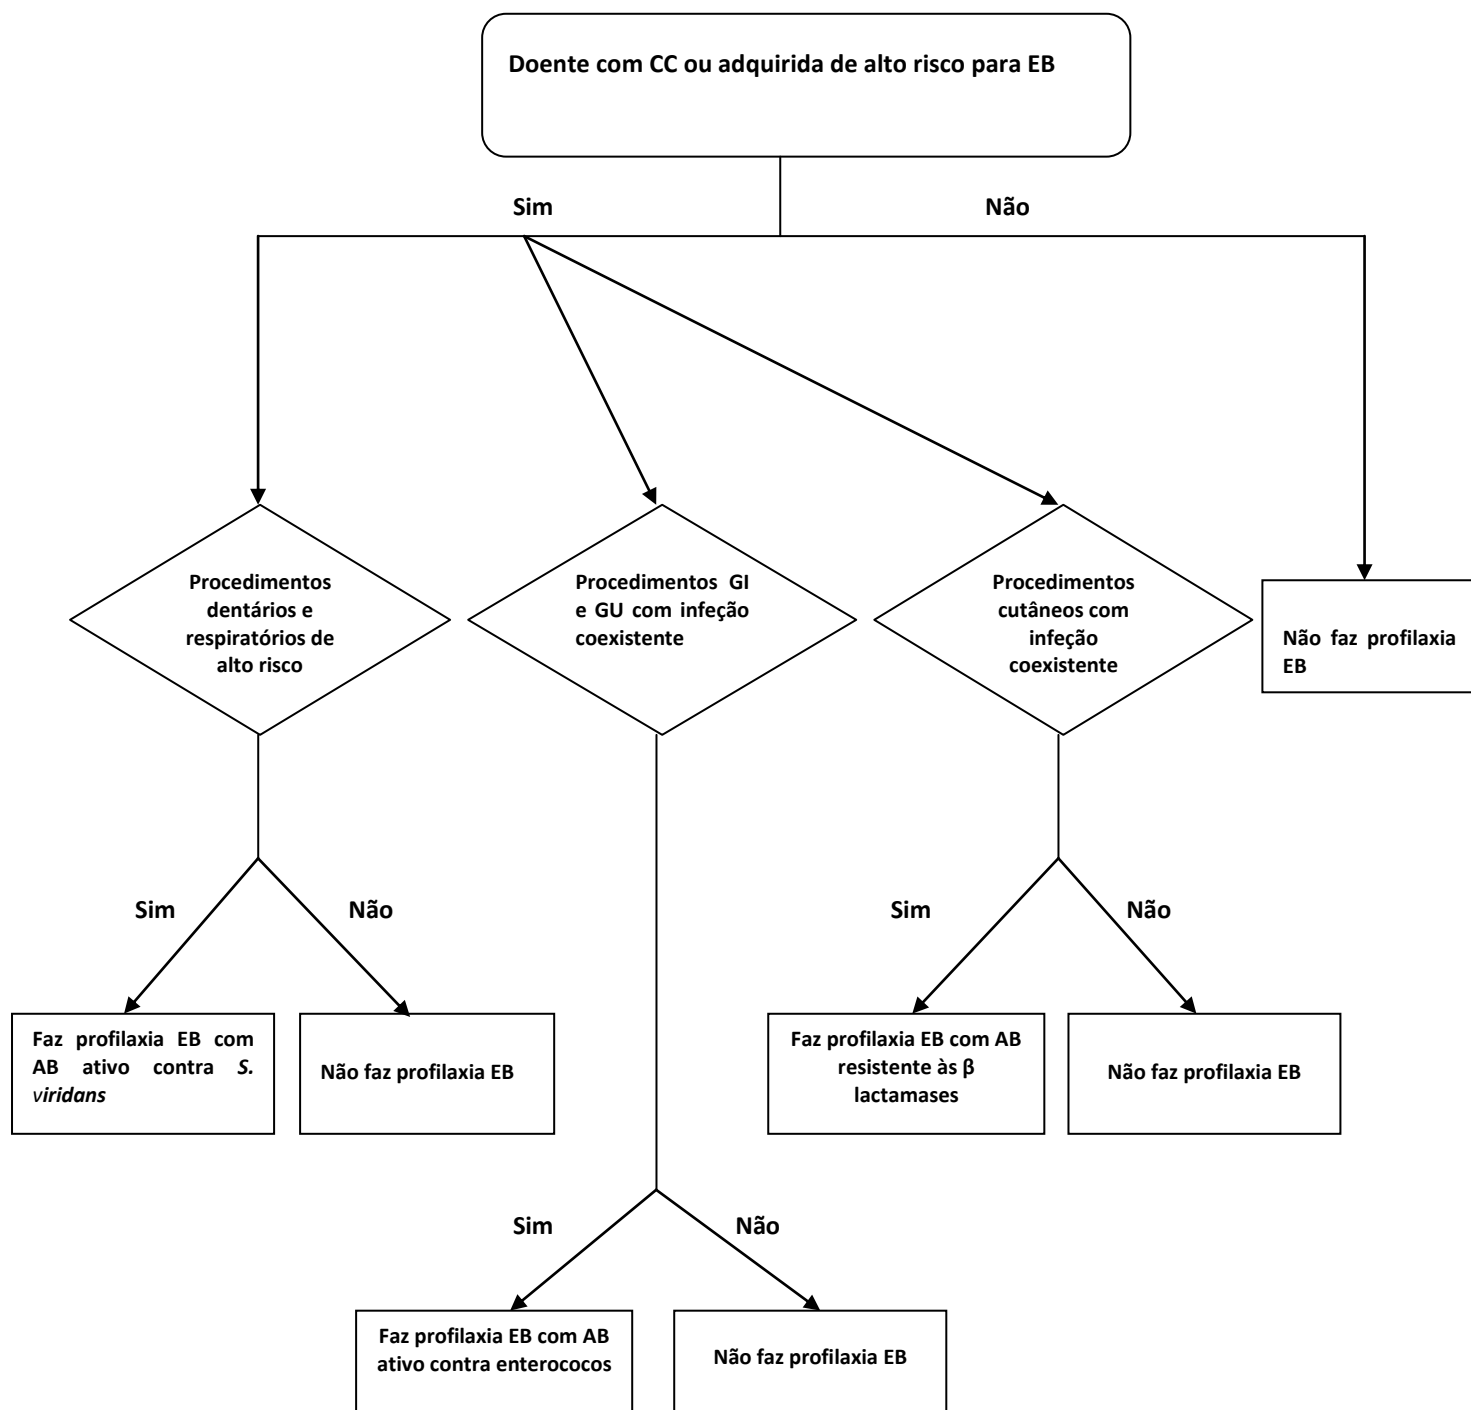 Doente com CC ou adquirida de alto risco para EB
Sim
Não
Procedimentos
dentários e
respiratórios de
alto risco
Procedimentos GI
e GU com infeção
coexistente
Procedimentos
cutâneos com
infeção
coexistente
Não faz profilaxia
EB
Sim
Não
Sim
Não
Faz profilaxia EB com
AB ativo contra S.
viridans
Não faz profilaxia EB
Faz profilaxia EB com AB
resistente às β
lactamases
Não faz profilaxia EB
Sim
Não
Faz profilaxia EB com AB
ativo contra enterococos
Não faz profilaxia EB